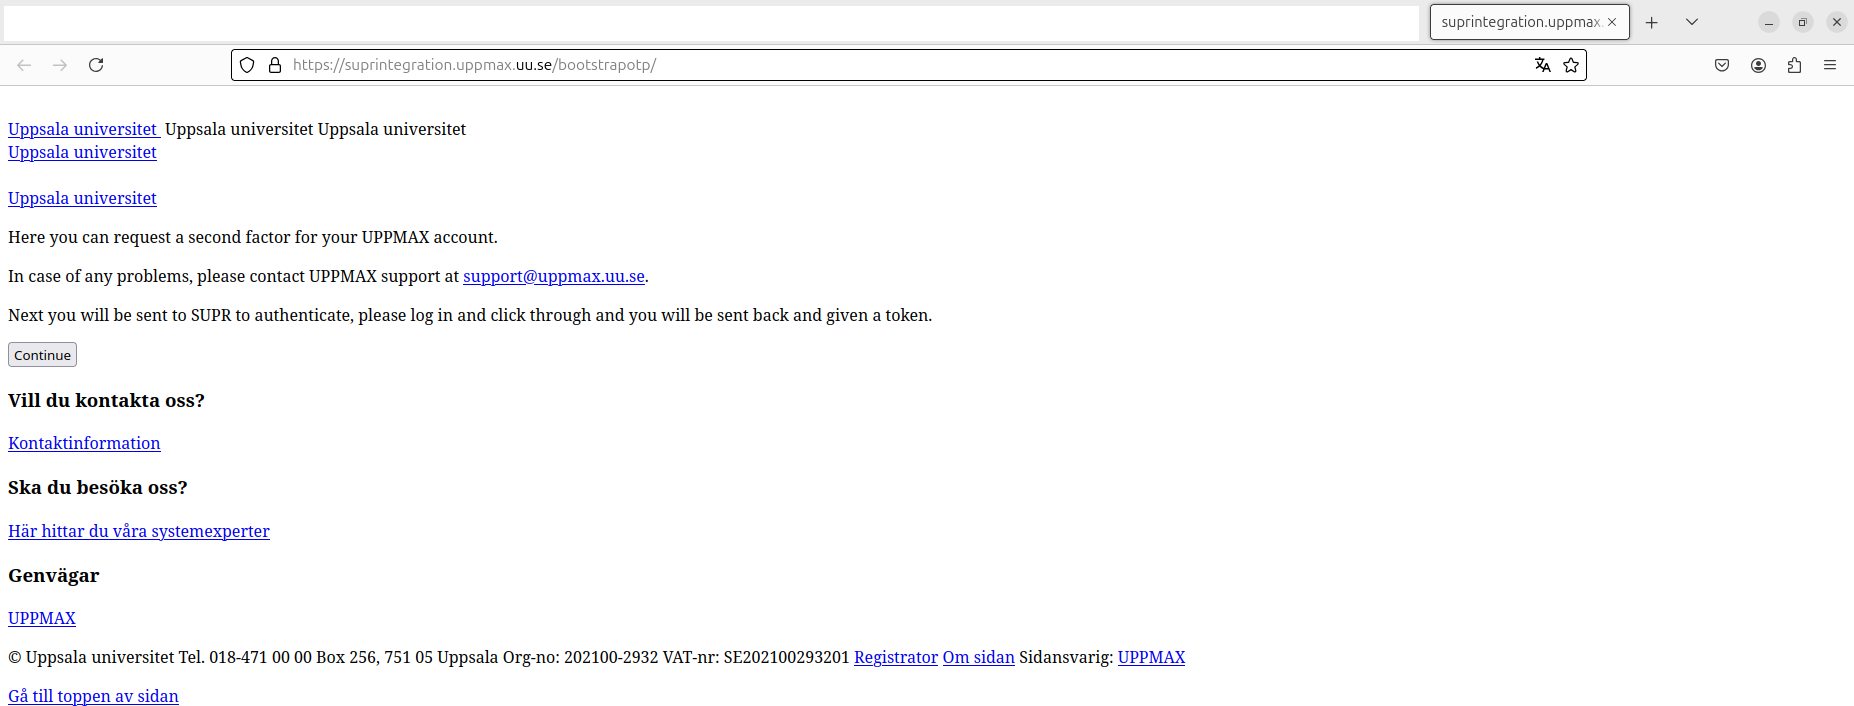 suprintegration.uppmax.
https://suprintegration.uppmax.uu.se/bootstrapotp/
Uppsala universitet Uppsala universitet Uppsala universitet
Uppsala universitet
Uppsala universitet
Here you can request a second factor for your UPPMAX account.
In case of any problems, please contact UPPMAX support at support@uppmax.uu.se.
Next you will be sent to SUPR to authenticate, please log in and click through and you will be sent back and given a token.
Continue
Vill du kontakta oss?
Kontaktinformation
Ska du besöka oss?
Här hittar du våra systemexperter
Genvägar
UPPMAX
© Uppsala universitet Tel. 018-471 00 00 Box 256, 751 05 Uppsala Org-no: 202100-2932 VAT-nr: SE202100293201 Registrator Om sidan Sidansvarig: UPPMAX
Gå till toppen av sidan